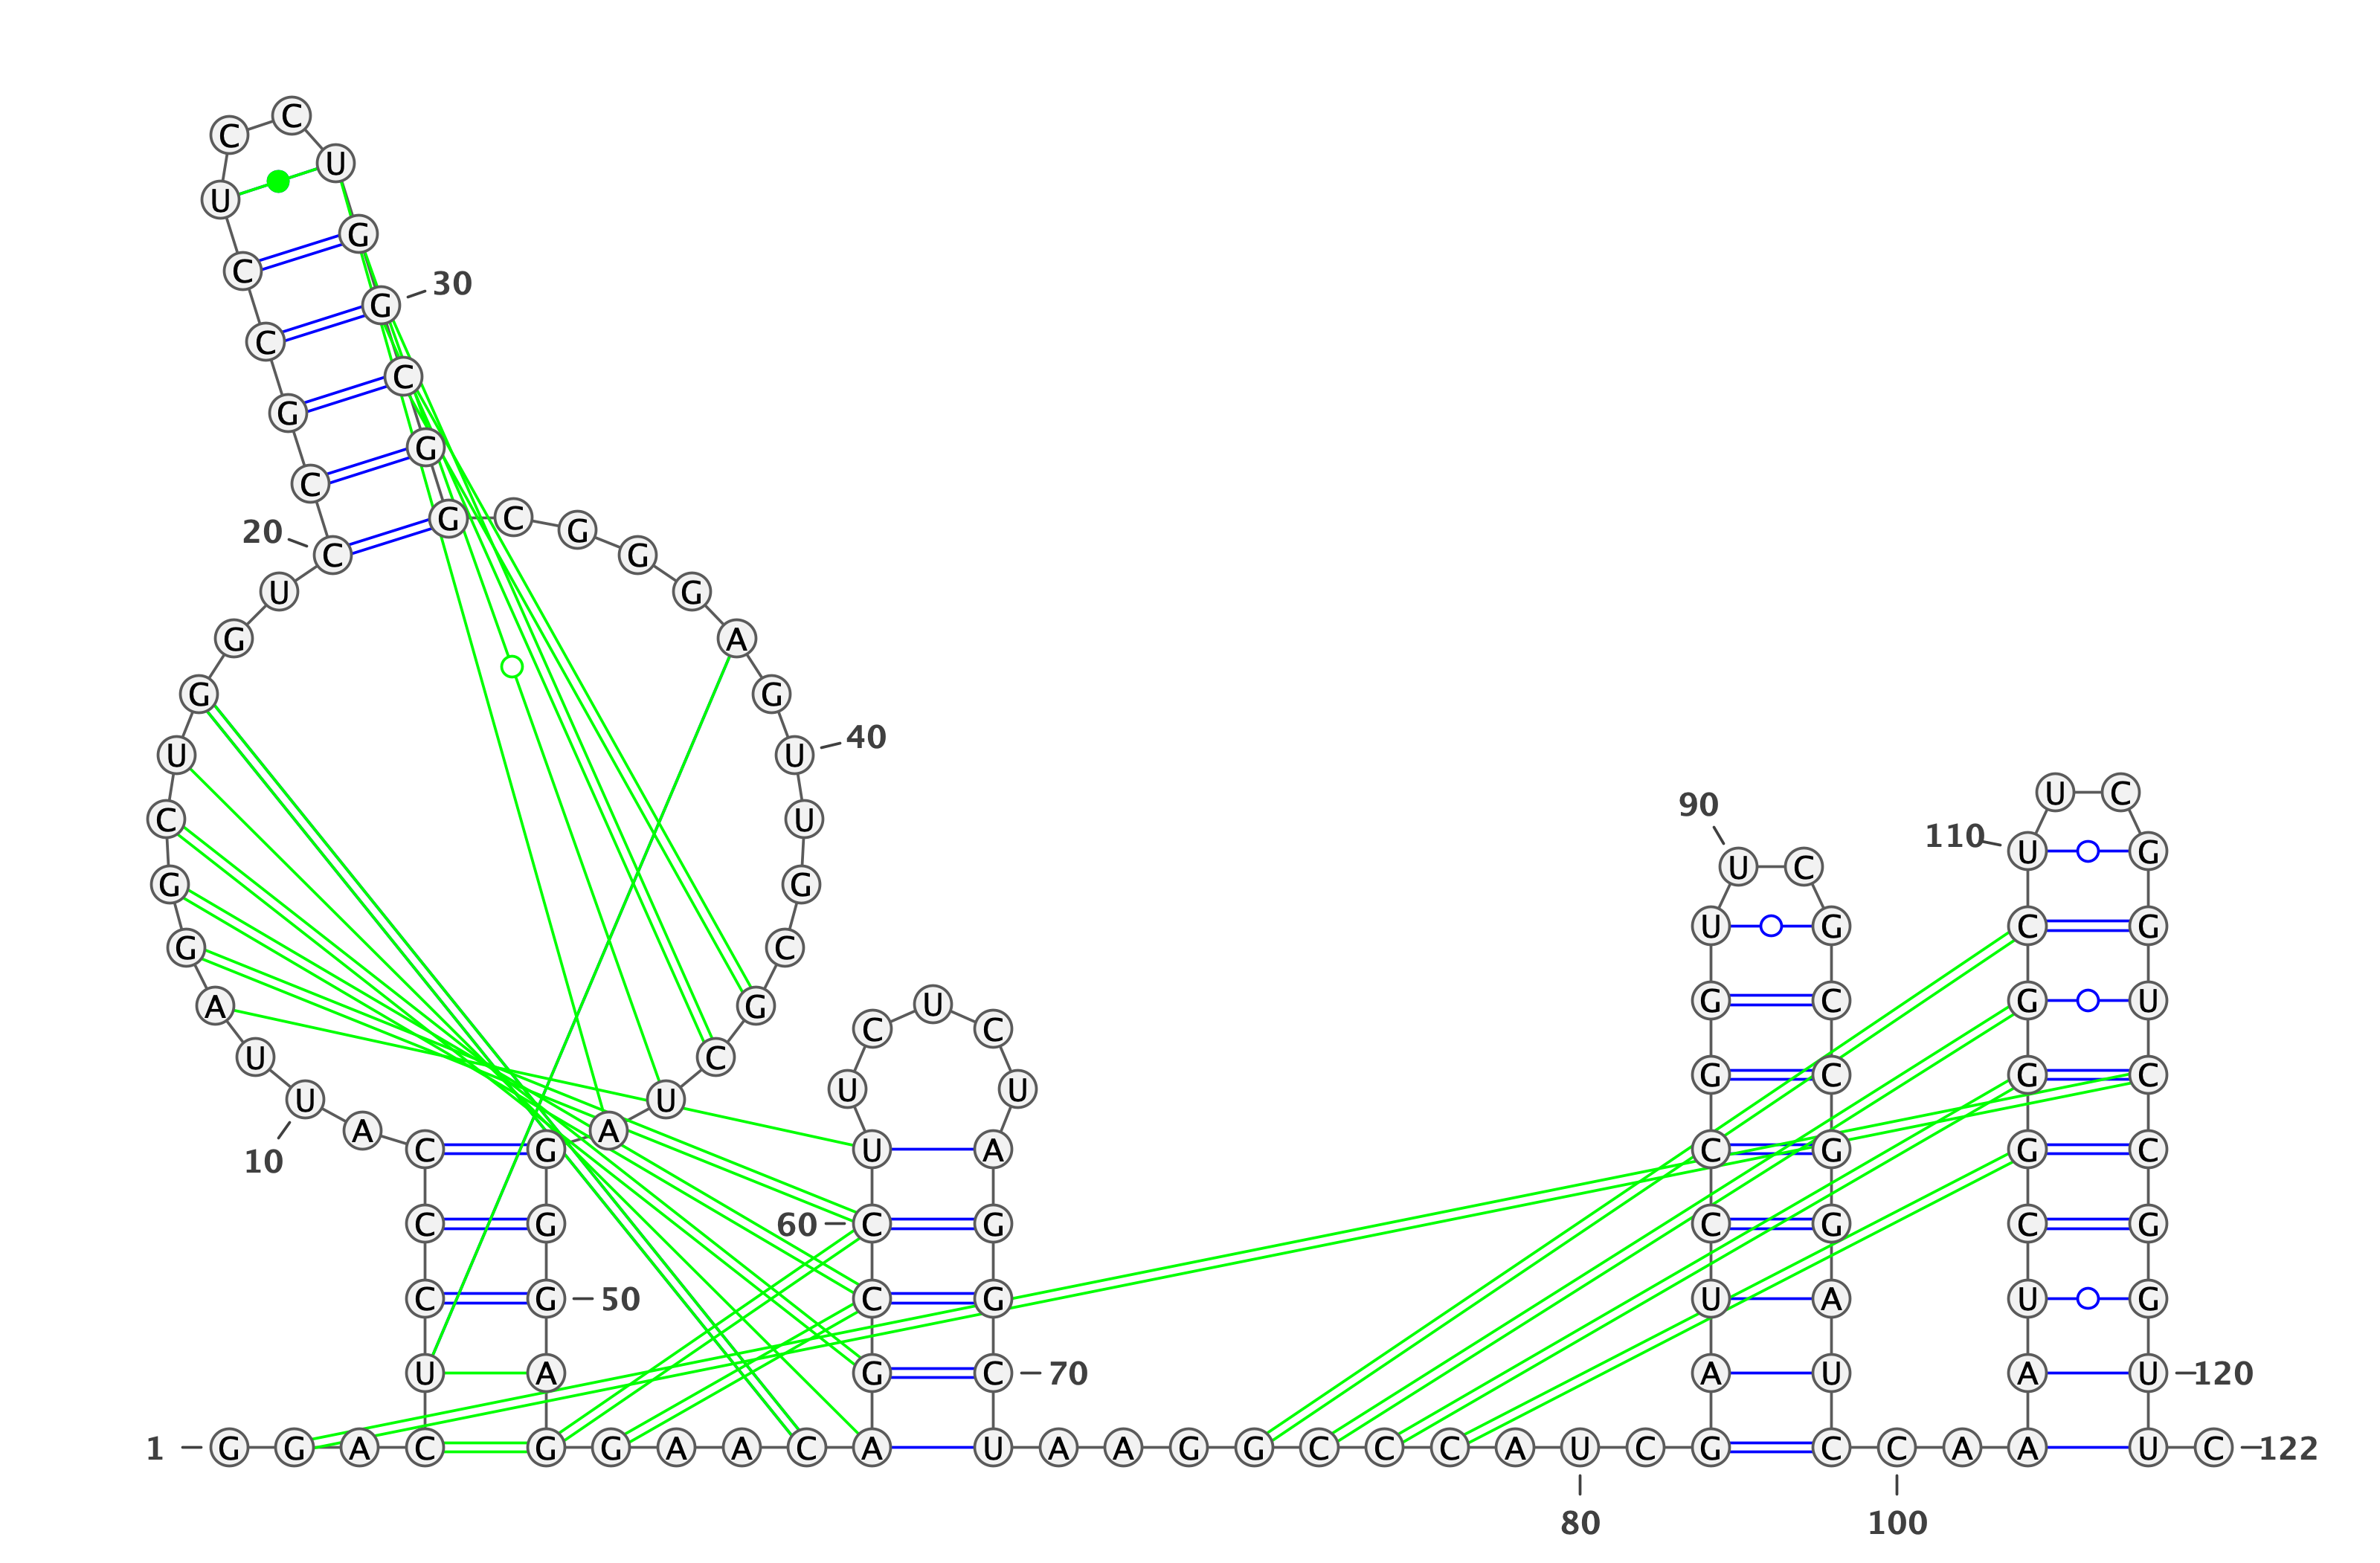 C
C
U
U
G
C
30
G
C
C
G
G
C
G C
G
20 C G
U G
G A
G G
40
U U
U C
90
C U
110 U G
U C
G G
U G C G
G C
G C G U
A G U
C C
U C G C G C
U U
U U
A A
C G U A C G G C
10
C G 60 C G C G C G
C G 50 C G U A U G
U A G C 70 A U A U 120
1 G G A C G G A A C A U A A G G C C C A U C G C C A A U C 122
80 100